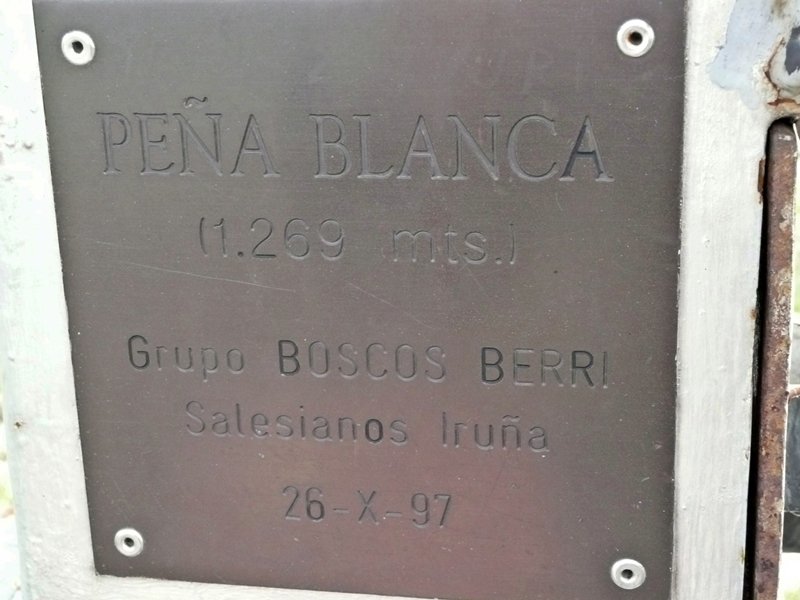 PEÑA BLANCA
(1.269 mts.)
Grupo BOSCOS BERRI
Salesianos Iruña
26-X-97